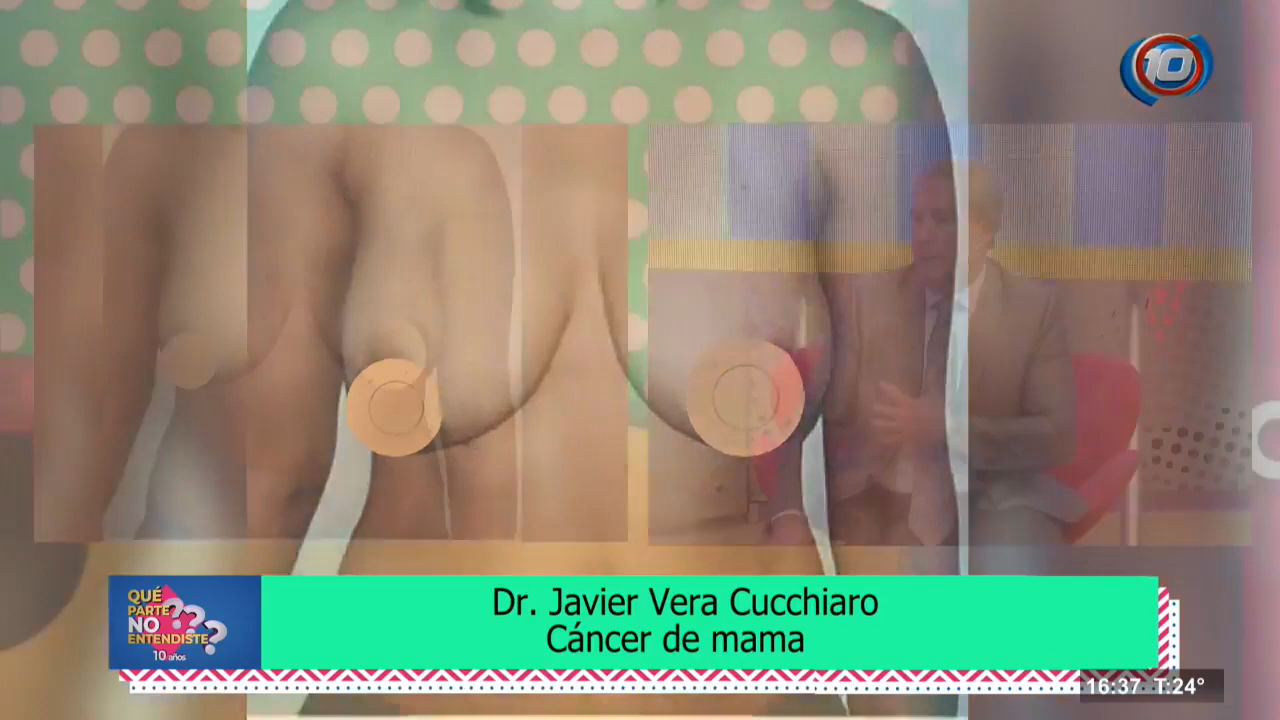 10
Dr. Javier Vera Cucchiaro
Cáncer de mama
QUÉ
PARTE
NO
ENTENDISTE
???
10 años
16:37 T:24°